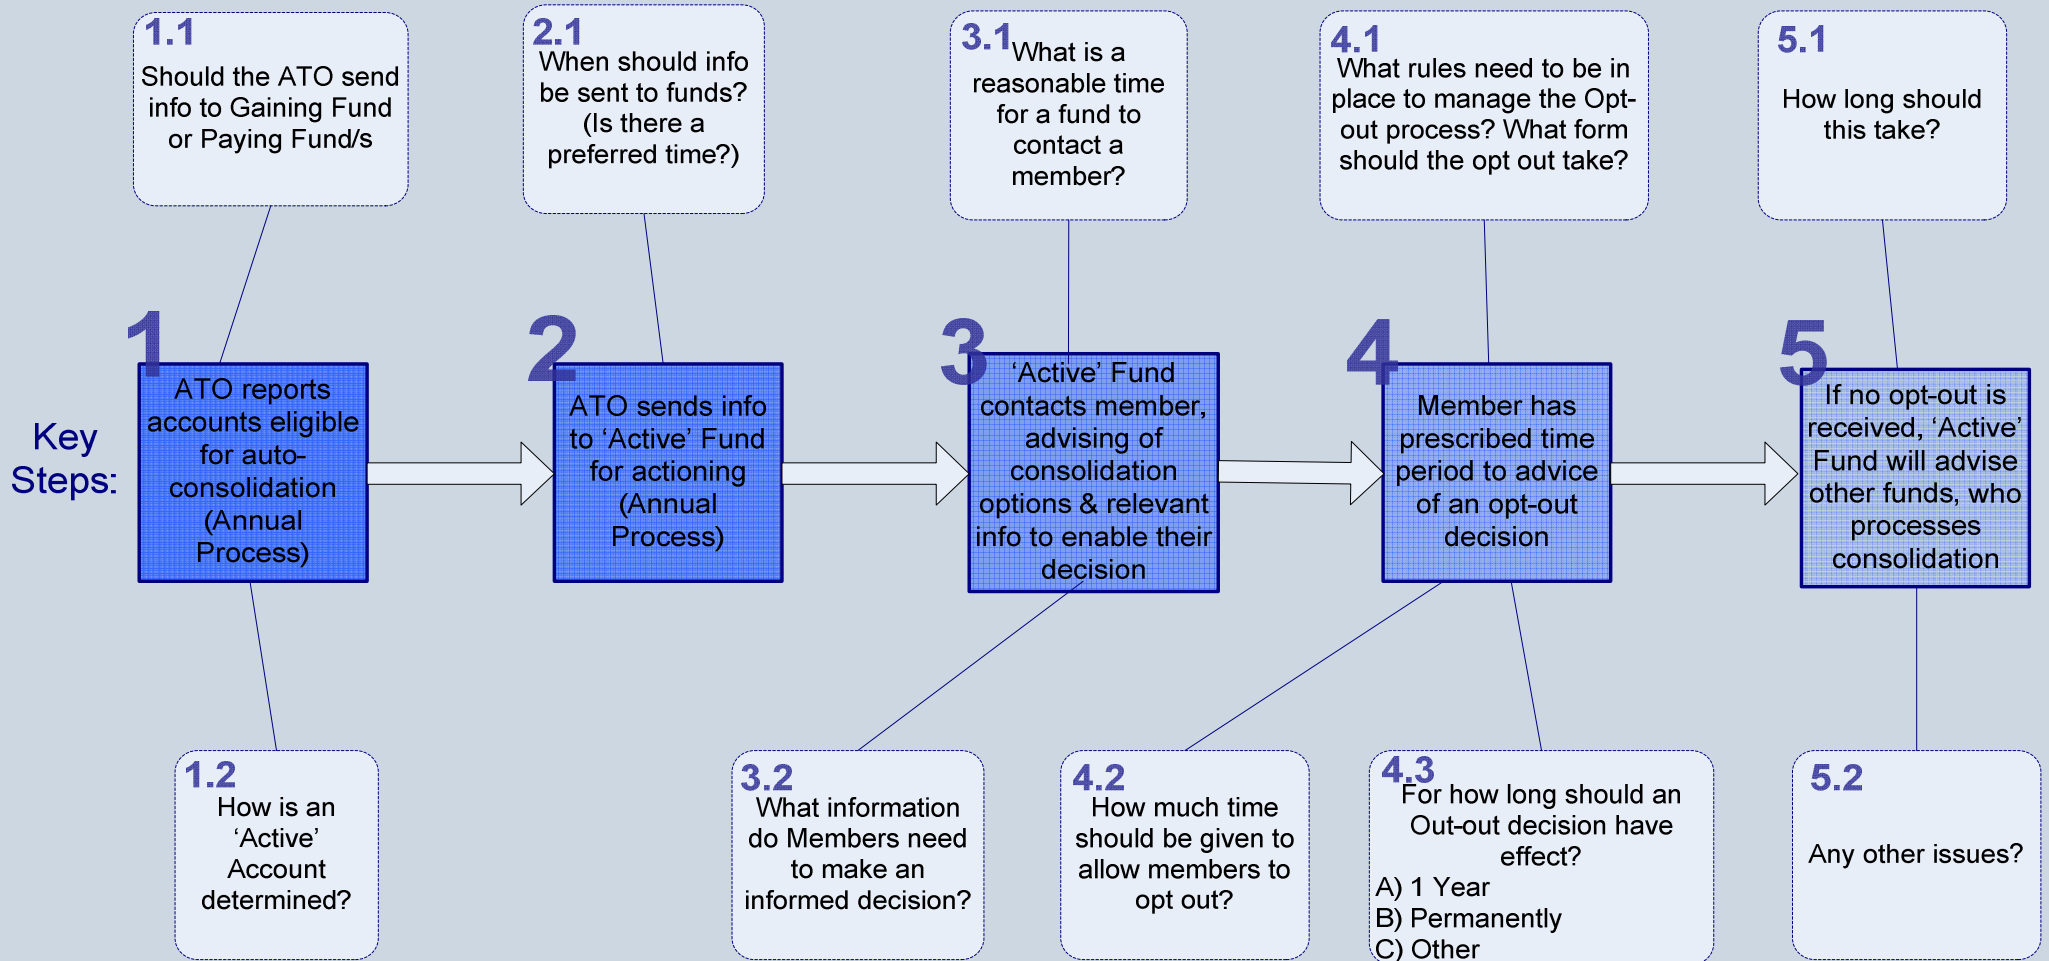 1.1
Should the ATO send
info to Gaining Fund
or Paying Fund/s
2.1
When should info
be sent to funds?
(Is there a
preferred time?)
3.1
What is a
reasonable time
for a fund to
contact a
member?
4.1
What rules need to be in
place to manage the Opt-
out process? What form
should the opt out take?
5.1
How long should
this take?
Key
Steps:
1
ATO reports
accounts eligible
for auto-
consolidation
(Annual
Process)
2
ATO sends info
to ‘Active’ Fund
for actioning
(Annual
Process)
3
‘Active’ Fund
contacts member,
advising of
consolidation
options & relevant
info to enable their
decision
4
Member has
prescribed time
period to advice
of an opt-out
decision
5
If no opt-out is
received, ‘Active’
Fund will advise
other funds, who
processes
consolidation
1.2
How is an
‘Active’
Account
determined?
3.2
What information
do Members need
to make an
informed decision?
4.2
How much time
should be given to
allow members to
opt out?
4.3
For how long should an
Out-out decision have
effect?
A) 1 Year
B) Permanently
C) Other
5.2
Any other issues?